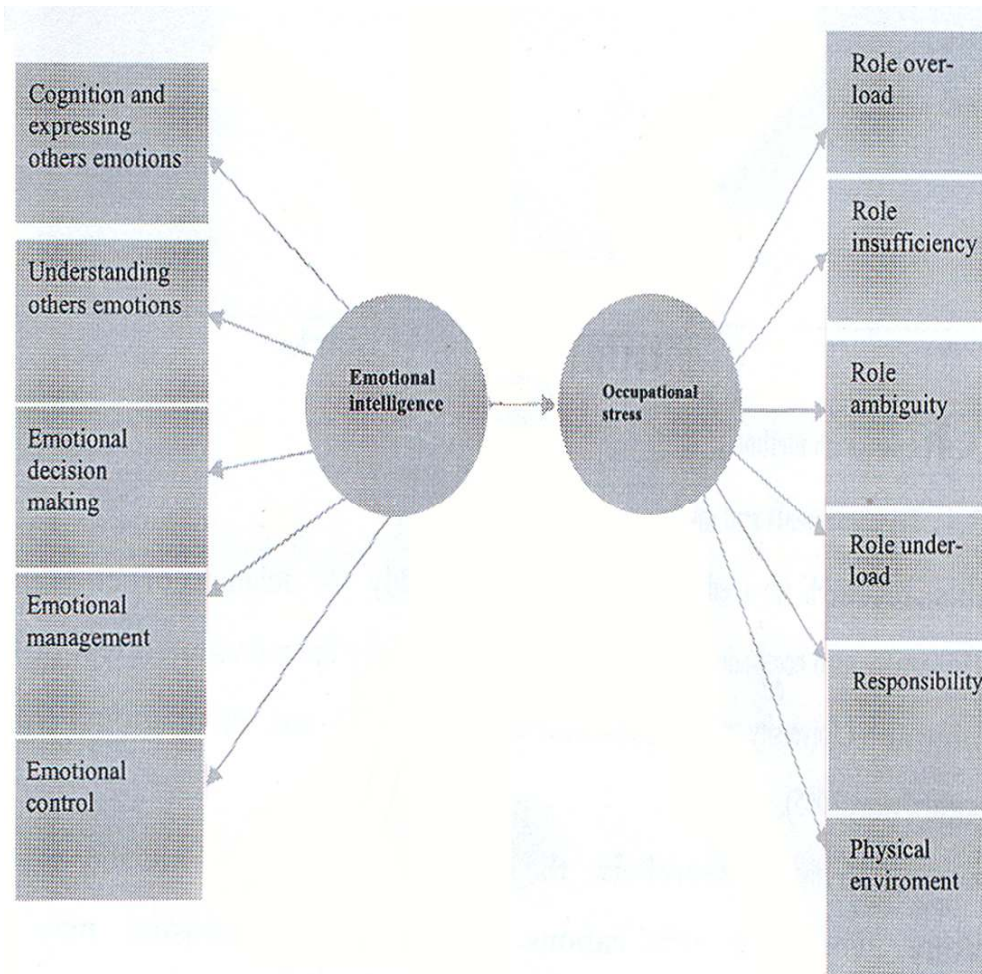 Cognition and
expressing
others emotions
Understanding
others emotions
Emotional
decision
making
Emotional
management
Emotional
control
Emotional
intelligence
Occupational
stress
Role over-
load
Role
insufficiency
Role
ambiguity
Role under-
load
Responsibility
Physical
enviroment